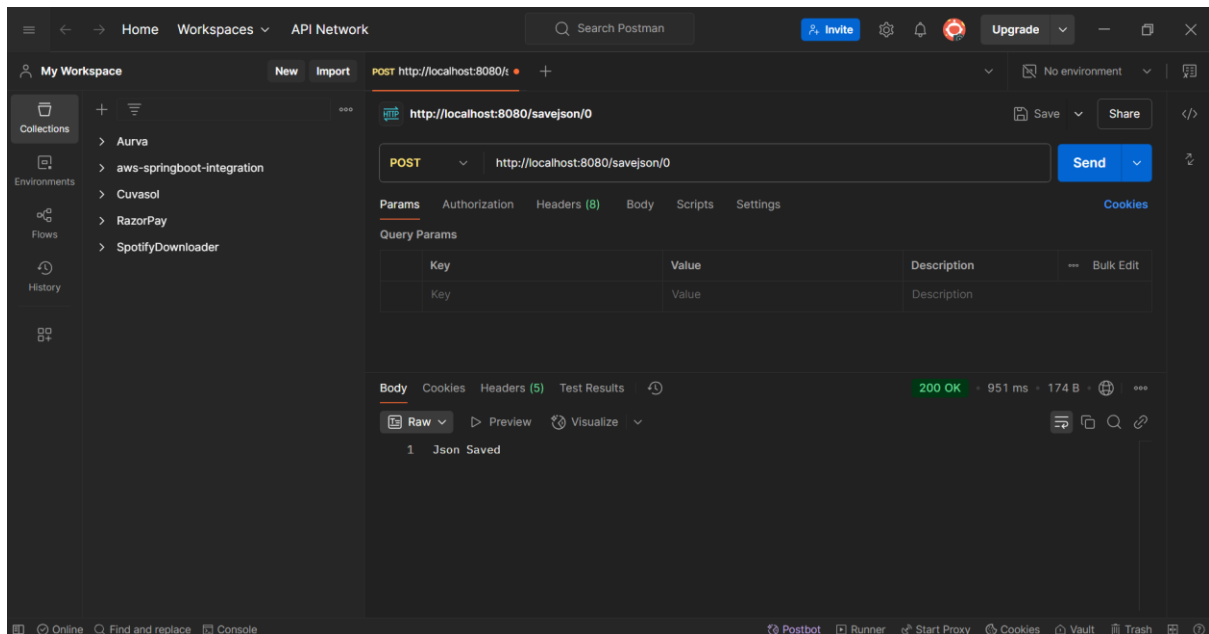 Home Workspaces API Network Search Postman Invite Upgrade
My Workspace New Import POST http://localhost:8080/s No environment
Collections
Environments
Flows
History
Aurva
aws-springboot-integration
Cuvasol
RazorPay
SpotifyDownloader
HTTP http://localhost:8080/savejson/0 Save Share
POST http://localhost:8080/savejson/0 Send
Params Authorization Headers (8) Body Scripts Settings Cookies
Query Params
Key Value Description Bulk Edit
Key Value Description
Body Cookies Headers (5) Test Results 200 OK 951 ms 174 B
Raw Preview Visualize
1 Json Saved
Online Find and replace Console Postbot Runner Start Proxy Cookies Vault Trash